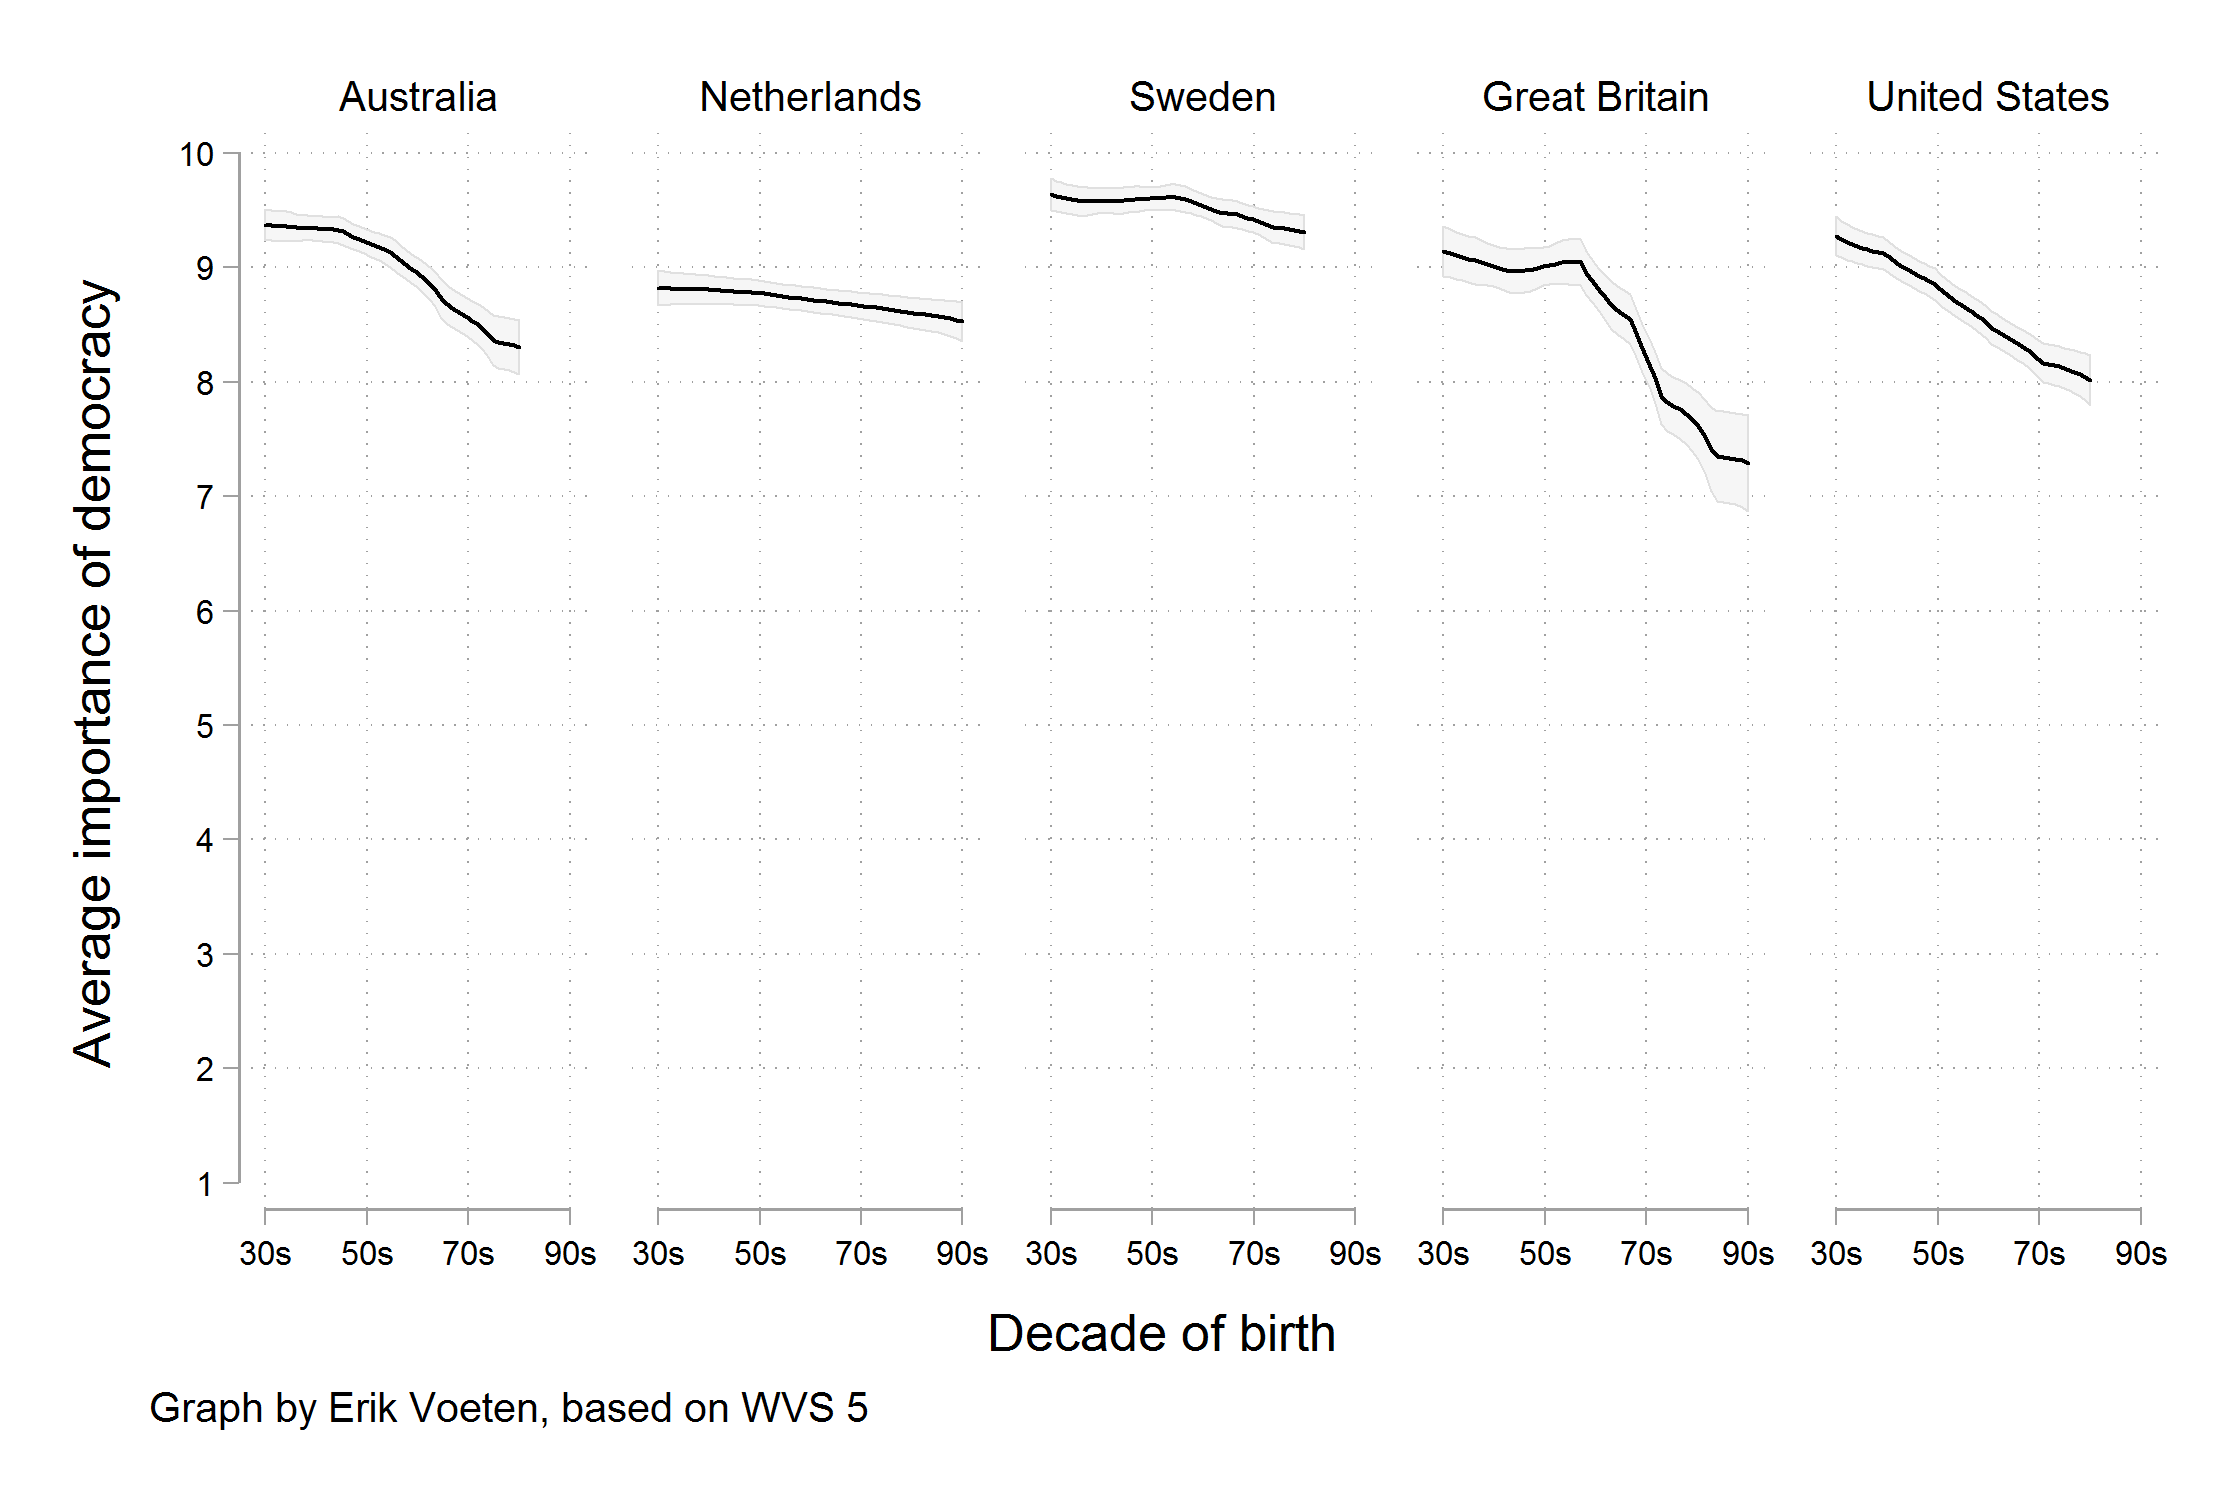 Australia Netherlands Sweden Great Britain United States
10
9
8
7
6
5
4
3
2
1
Average importance of democracy
30s 50s 70s 90s 30s 50s 70s 90s 30s 50s 70s 90s 30s 50s 70s 90s 30s 50s 70s 90s
Decade of birth
Graph by Erik Voeten, based on WVS 5